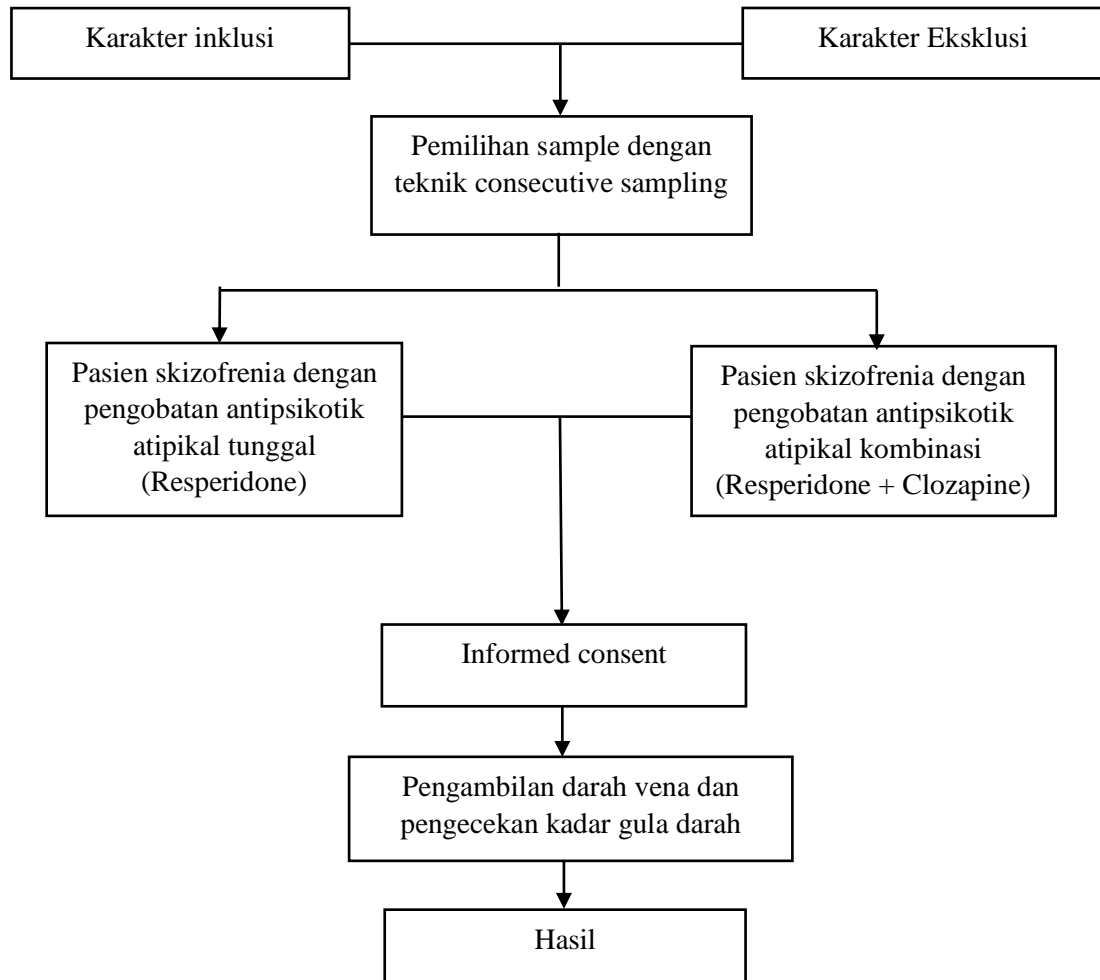 Karakter inklusi
Karakter Eksklusi
Pemilihan sample dengan
teknik consecutive sampling
Pasien skizofrenia dengan
pengobatan antipsikotik
atipikal tunggal
(Resperidone)
Pasien skizofrenia dengan
pengobatan antipsikotik
atipikal kombinasi
(Resperidone + Clozapine)
Informed consent
Pengambilan darah vena dan
pengecekan kadar gula darah
Hasil